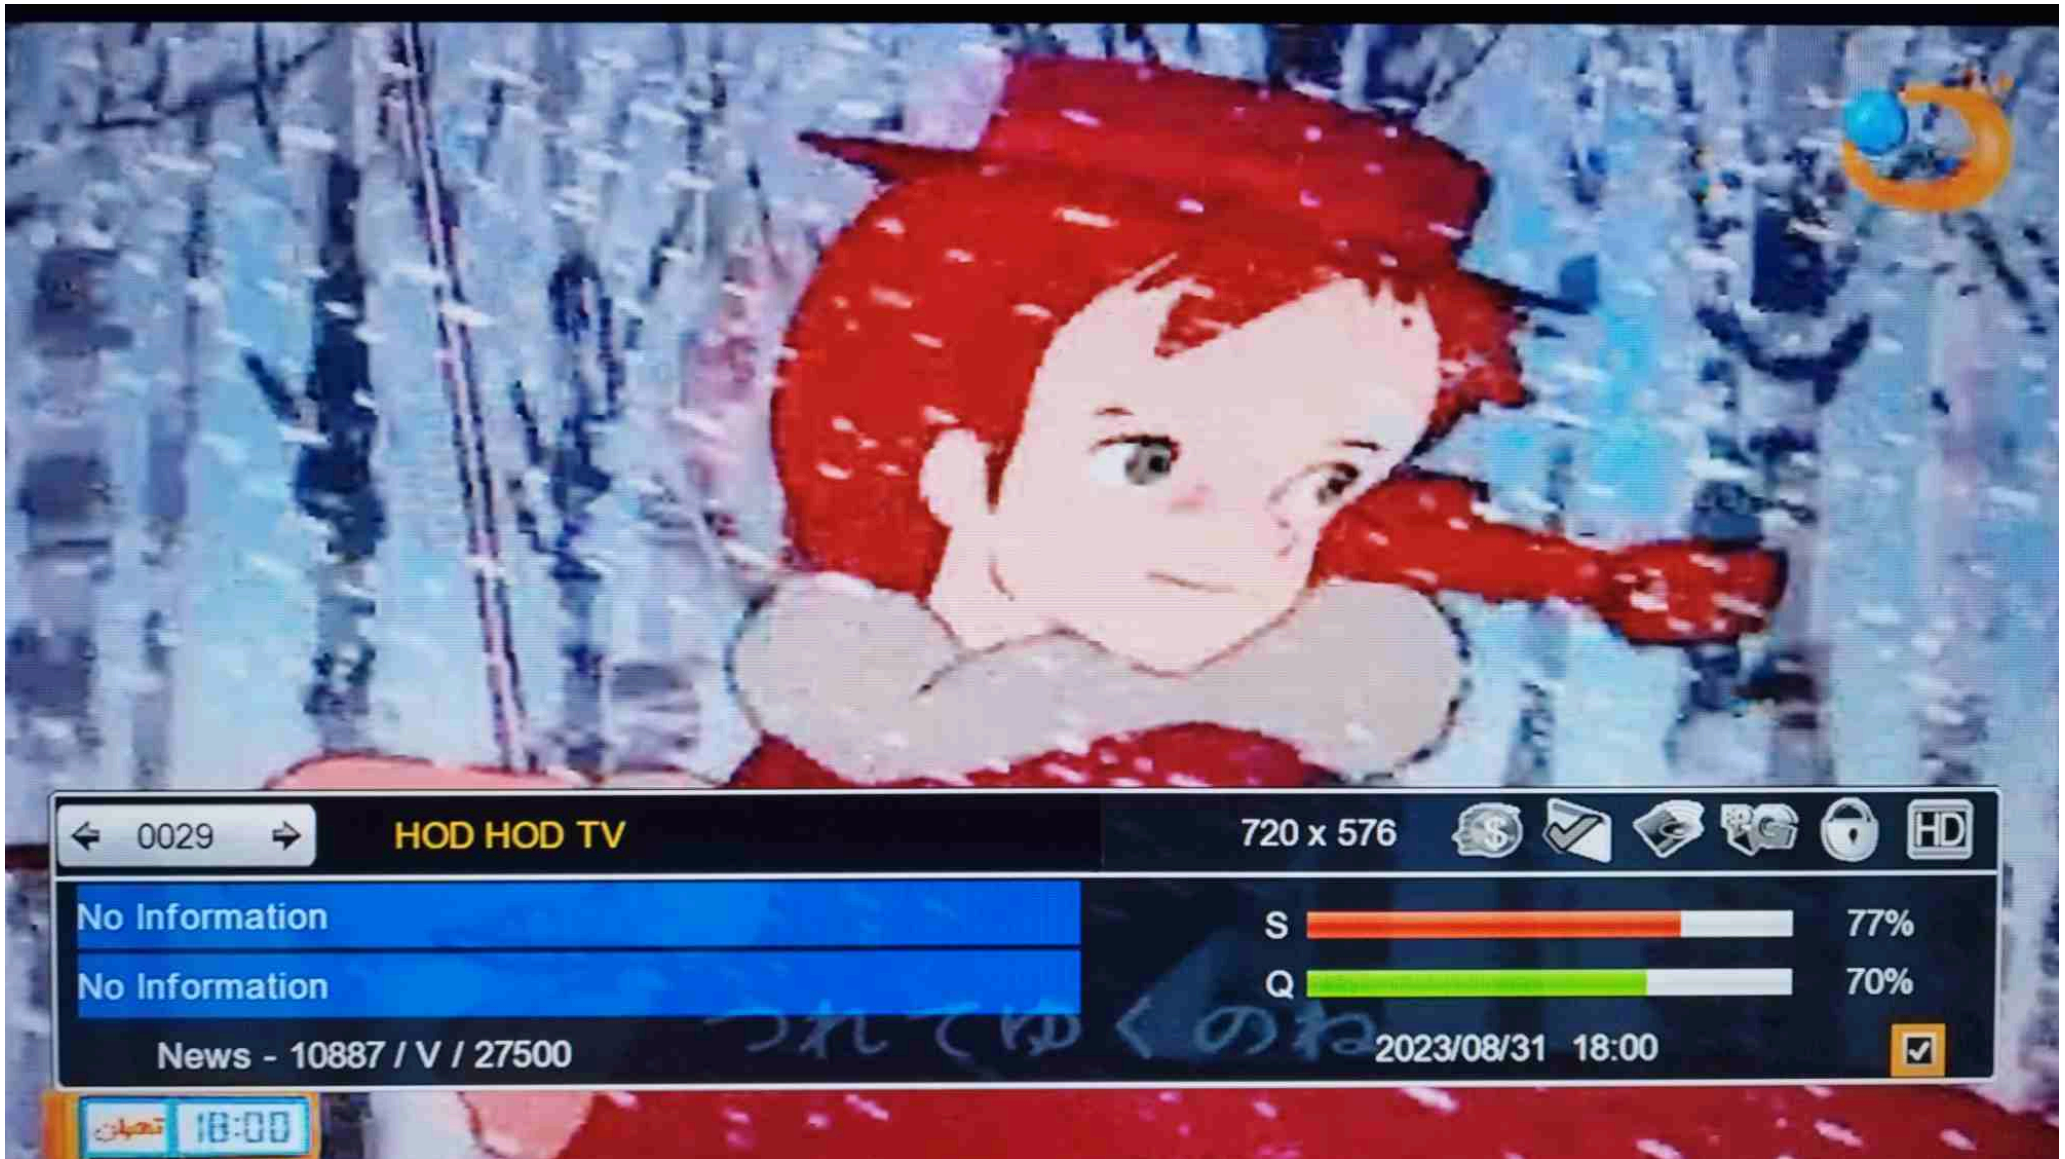 0029
HOD HOD TV
720 x 576
HD
No Information
S
77%
No Information
Q
70%
つれてゆくのね
News - 10887 / V / 27500
2023/08/31 18:00
تهران
18:00